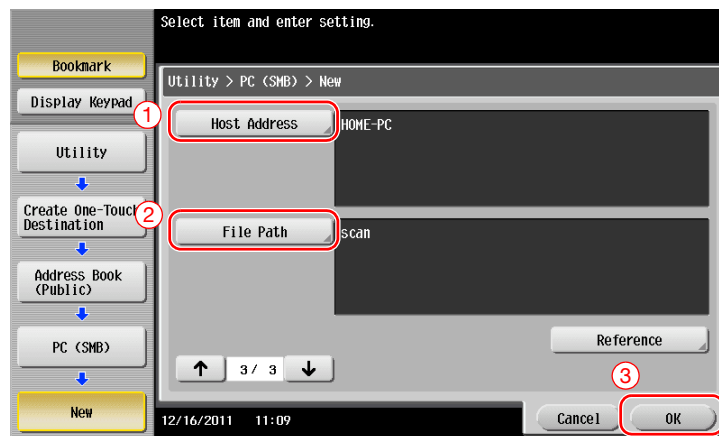 Select item and enter setting.
Bookmark
Display Keypad
Utility
Create One-Touch
Destination
Address Book
(Public)
PC (SMB)
New
Utility > PC (SMB) > New
1
Host Address
HOME-PC
2
File Path
scan
Reference
↑ 3/ 3 ↓
3
12/16/2011 11:09
Cancel
OK